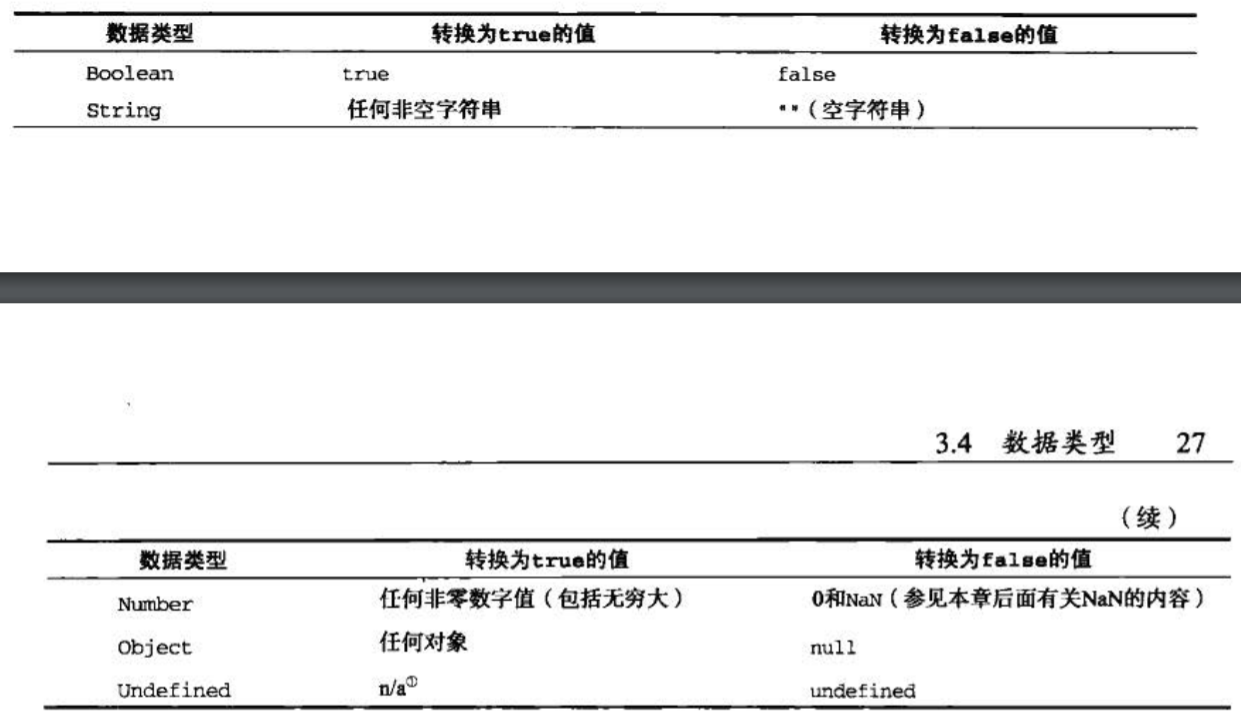 数据类型 转换为true的值 转换为false的值
Boolean true false
String 任何非空字符串 ""（空字符串）
3.4 数据类型 27
（续）
数据类型 转换为true的值 转换为false的值
Number 任何非零数字值（包括无穷大） 0和NaN（参见本章后面有关NaN的内容）
Object 任何对象 null
Undefined n/a① undefined